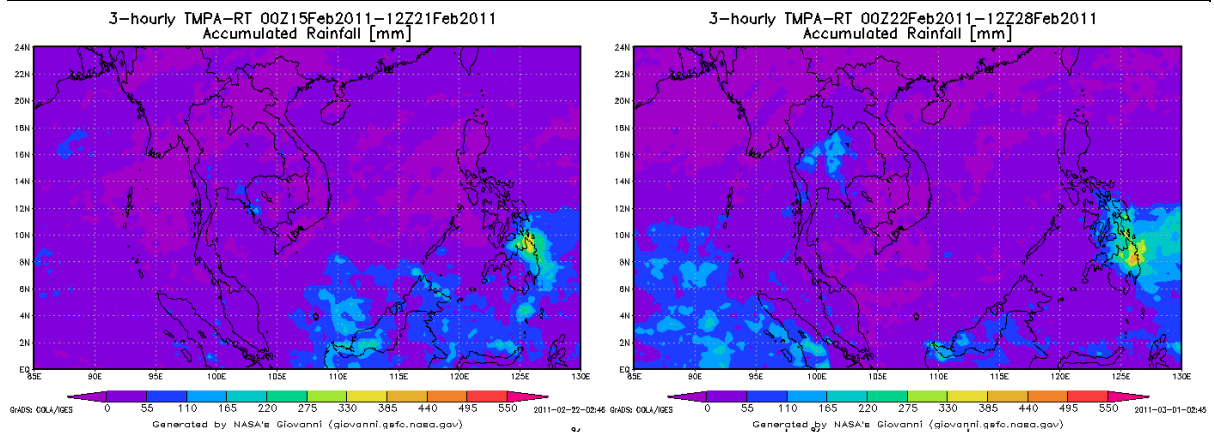 3-hourly TMPA-RT 00Z15Feb2011-12Z21Feb2011
Accumulated Rainfall [mm]
24N
22N
20N
18N
16N
14N
12N
10N
8N
6N
4N
2N
EQ
85E 90E 95E 100E 105E 110E 115E 120E 125E 130E
0 55 110 165 220 275 330 385 440 495 550
GrADS: COLA/IGES
2011-02-22-02:46
Generated by NASA's Giovanni (giovanni.gsfc.nasa.gov)
3-hourly TMPA-RT 00Z22Feb2011-12Z28Feb2011
Accumulated Rainfall [mm]
24N
22N
20N
18N
16N
14N
12N
10N
8N
6N
4N
2N
EQ
85E 90E 95E 100E 105E 110E 115E 120E 125E 130E
0 55 110 165 220 275 330 385 440 495 550
GrADS: COLA/IGES
2011-03-01-02:45
Generated by NASA's Giovanni (giovanni.gsfc.nasa.gov)